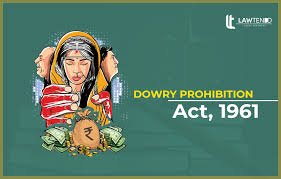 LAWTENDO
DOWRY PROHIBITION
Act, 1961
₹